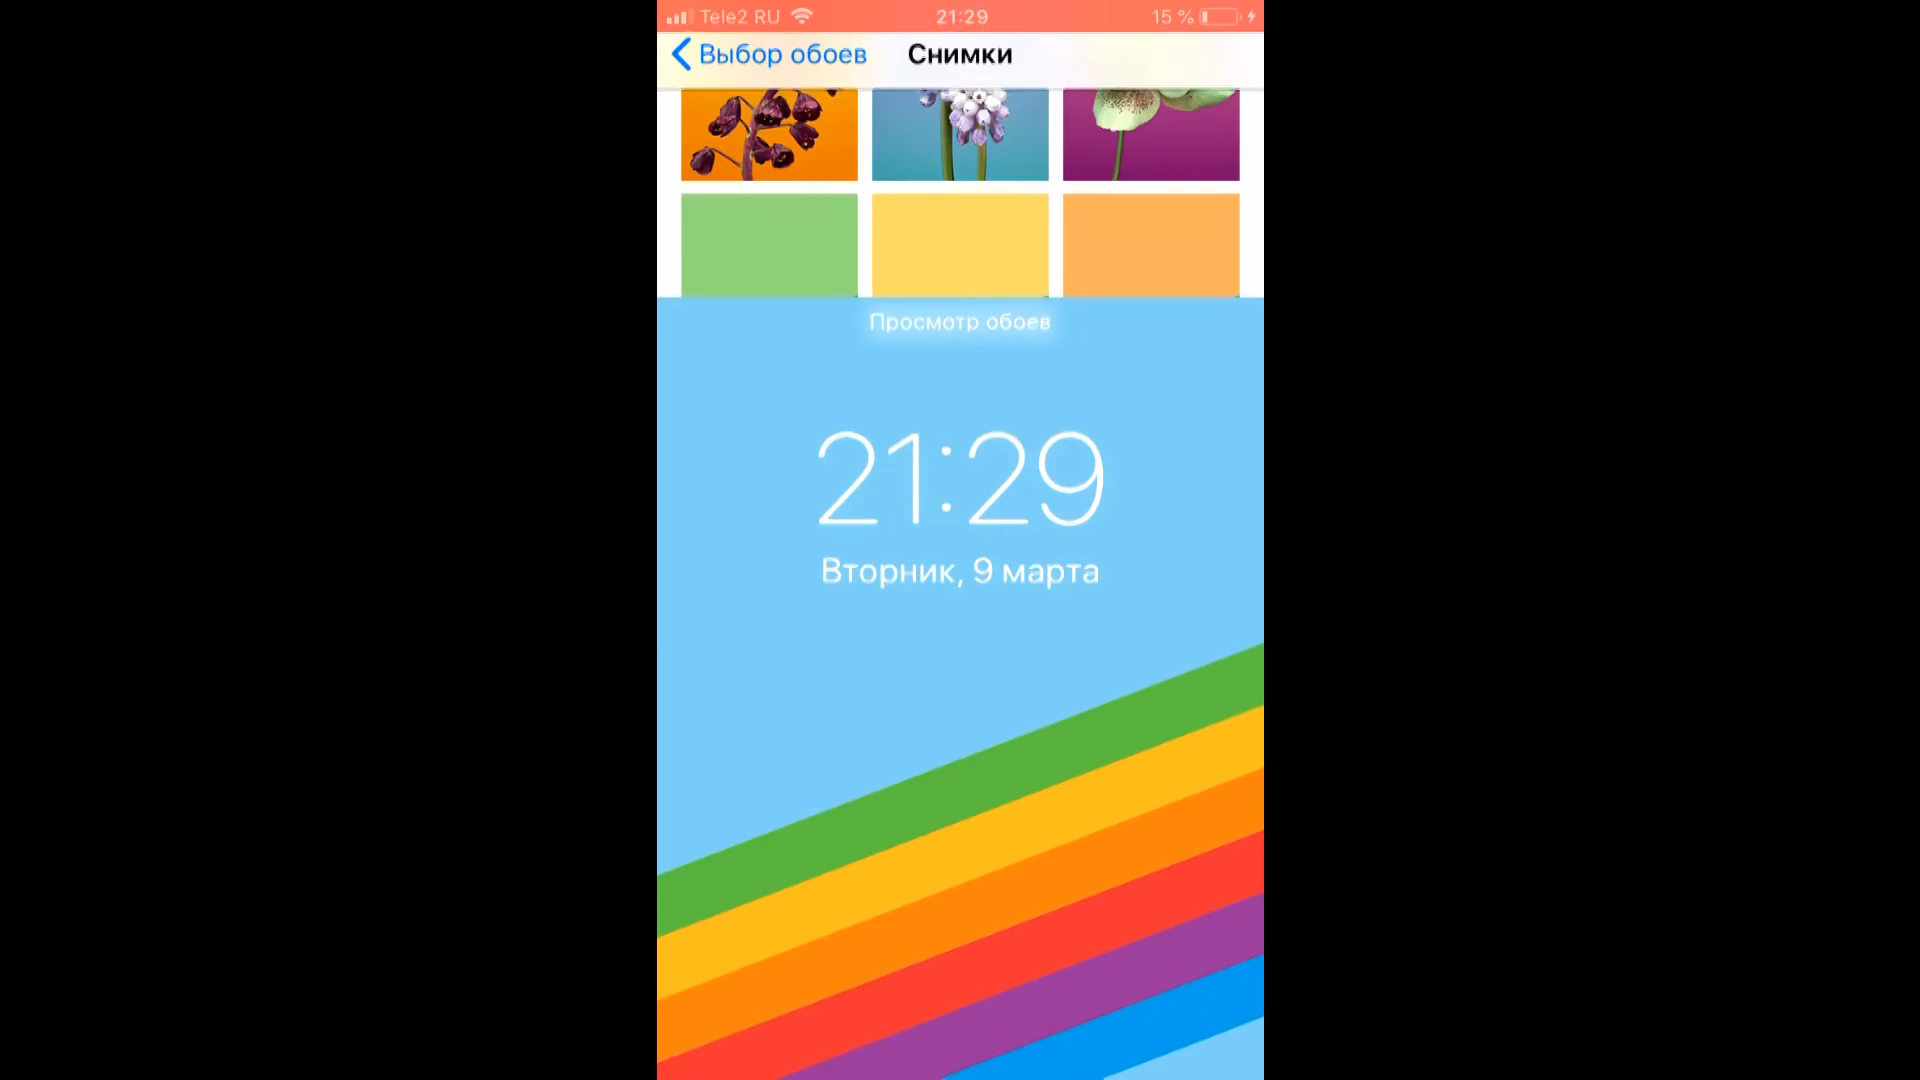 Tele2 RU 21:29 15 %
Выбор обоев Снимки
Просмотр обоев
21:29
Вторник, 9 марта